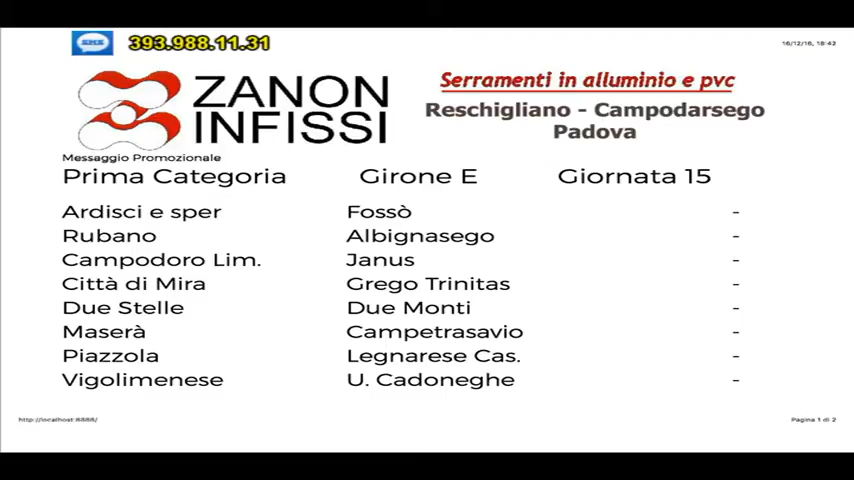 SMS 393.988.11.31
16/12/16, 18:42
ZANON
INFISSI
Serramenti in alluminio e pvc
Reschigliano - Campodarsego
Padova
Messaggio Promozionale
Prima Categoria Girone E Giornata 15
Ardisci e sper Fossò -
Rubano Albignasego -
Campodoro Lim. Janus -
Città di Mira Grego Trinitas -
Due Stelle Due Monti -
Maserà Campetrasavio -
Piazzola Legnarese Cas. -
Vigolimenese U. Cadoneghe -
http://localhost:8888/ Pagina 1 di 2